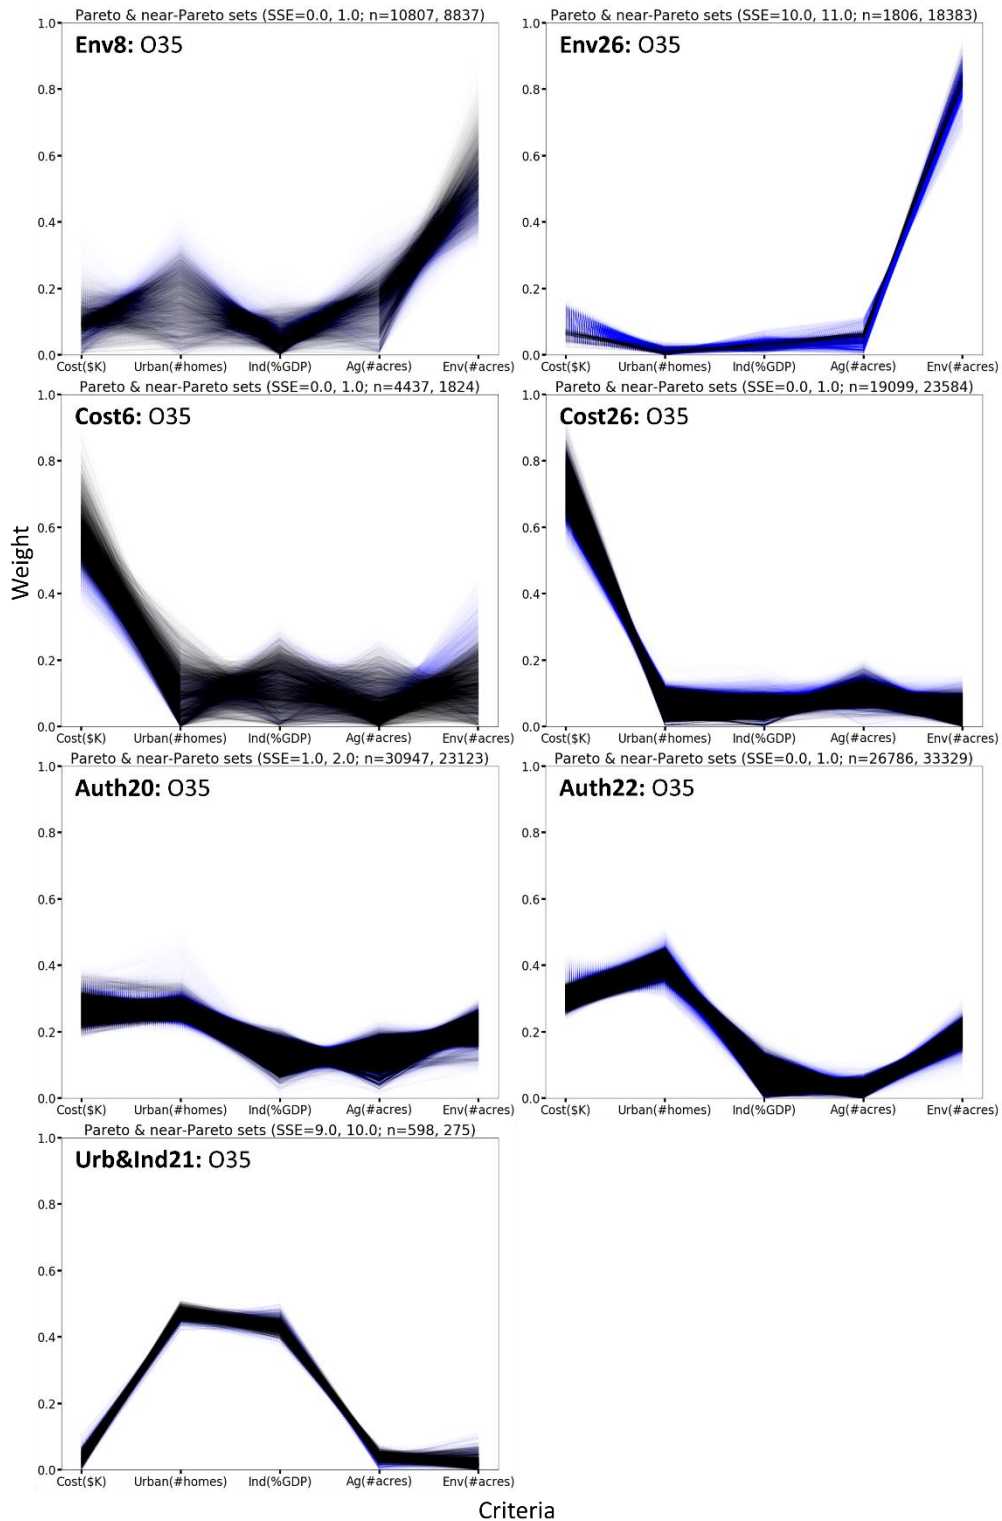 Pareto & near-Pareto sets (SSE=0.0, 1.0; n=10807, 8837)
Env8: O35
1.0
0.8
0.6
0.4
0.2
0.0
Cost($K) Urban(#homes) Ind(%GDP) Ag(#acres) Env(#acres)
Pareto & near-Pareto sets (SSE=10.0, 11.0; n=1806, 18383)
Env26: O35
1.0
0.8
0.6
0.4
0.2
0.0
Cost($K) Urban(#homes) Ind(%GDP) Ag(#acres) Env(#acres)
Pareto & near-Pareto sets (SSE=0.0, 1.0; n=4437, 1824)
Cost6: O35
1.0
0.8
0.6
0.4
0.2
0.0
Cost($K) Urban(#homes) Ind(%GDP) Ag(#acres) Env(#acres)
Pareto & near-Pareto sets (SSE=0.0, 1.0; n=19099, 23584)
Cost26: O35
1.0
0.8
0.6
0.4
0.2
0.0
Cost($K) Urban(#homes) Ind(%GDP) Ag(#acres) Env(#acres)
Weight
Pareto & near-Pareto sets (SSE=1.0, 2.0; n=30947, 23123)
Auth20: O35
1.0
0.8
0.6
0.4
0.2
0.0
Cost($K) Urban(#homes) Ind(%GDP) Ag(#acres) Env(#acres)
Pareto & near-Pareto sets (SSE=0.0, 1.0; n=26786, 33329)
Auth22: O35
1.0
0.8
0.6
0.4
0.2
0.0
Cost($K) Urban(#homes) Ind(%GDP) Ag(#acres) Env(#acres)
Pareto & near-Pareto sets (SSE=9.0, 10.0; n=598, 275)
Urb&Ind21: O35
1.0
0.8
0.6
0.4
0.2
0.0
Cost($K) Urban(#homes) Ind(%GDP) Ag(#acres) Env(#acres)
Criteria